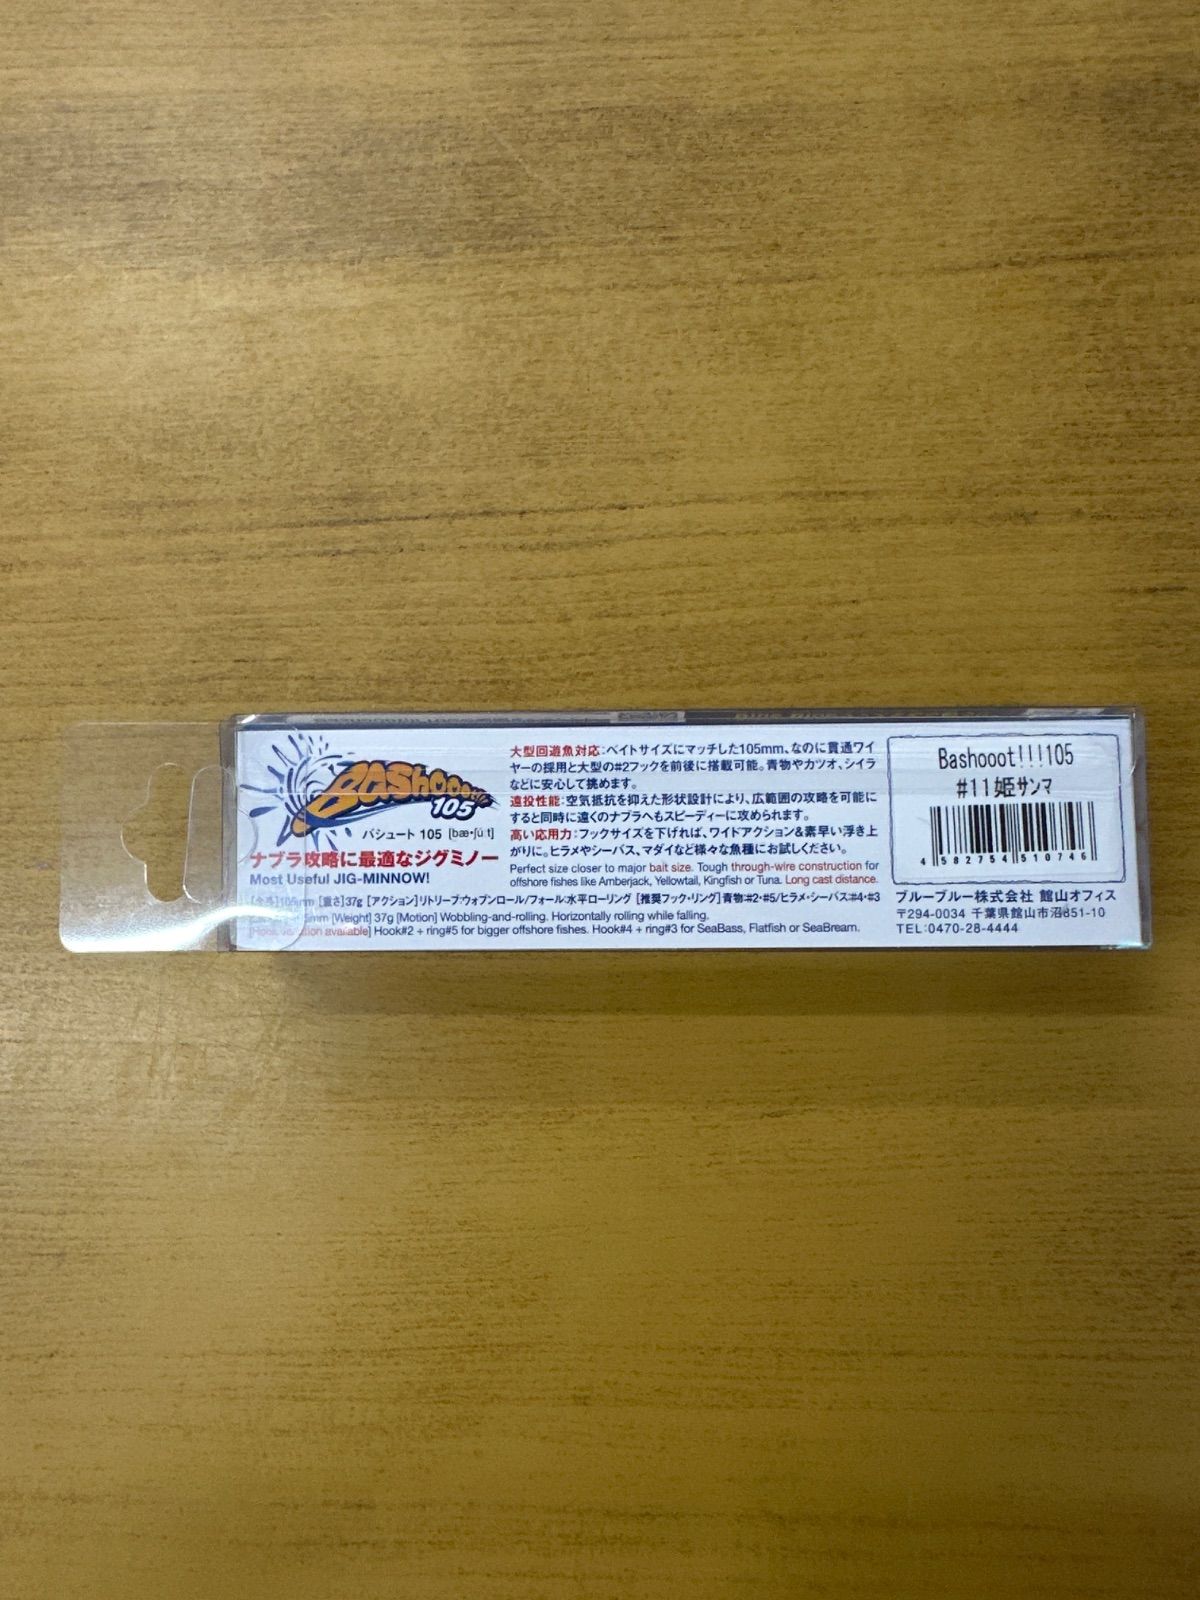 Bashooot!!!
105
バシュート 105 [bæ•ʃúːt]
ナブラ攻略に最適なジグミノー
Most Useful JIG-MINNOW!
大型回遊魚対応：ベイトサイズにマッチした105mm、なのに貫通ワイ
ヤーの採用と大型の#2フックを前後に搭載可能。青物やカツオ、シイラ
などに安心して挑めます。
遠投性能：空気抵抗を抑えた形状設計により、広範囲の攻略を可能に
すると同時に遠くのナブラへもスピーディーに攻められます。
高い応用力：フックサイズを下げれば、ワイドアクション&素早い浮き上
がりに。ヒラメやシーバス、マダイなど様々な魚種にお試しください。
Perfect size closer to major bait size. Tough through-wire construction for
offshore fishes like Amberjack, Yellowtail, Kingfish or Tuna. Long cast distance.
[全長]105mm [重さ]37g [アクション]リトリーブ:ウォブンロール/フォール:水平ローリング [推奨フック・リング]青物:#2・#5/ヒラメ・シーバス:#4・#3
5mm [Weight] 37g [Motion] Wobbling-and-rolling. Horizontally rolling while falling.
available] Hook#2 + ring#5 for bigger offshore fishes. Hook#4 + ring#3 for SeaBass, Flatfish or SeaBream.
Bashooot!!!105
#11姫サンマ
4 582754 510746
ブルーブルー株式会社 館山オフィス
〒294-0034 千葉県館山市沼851-10
TEL:0470-28-4444